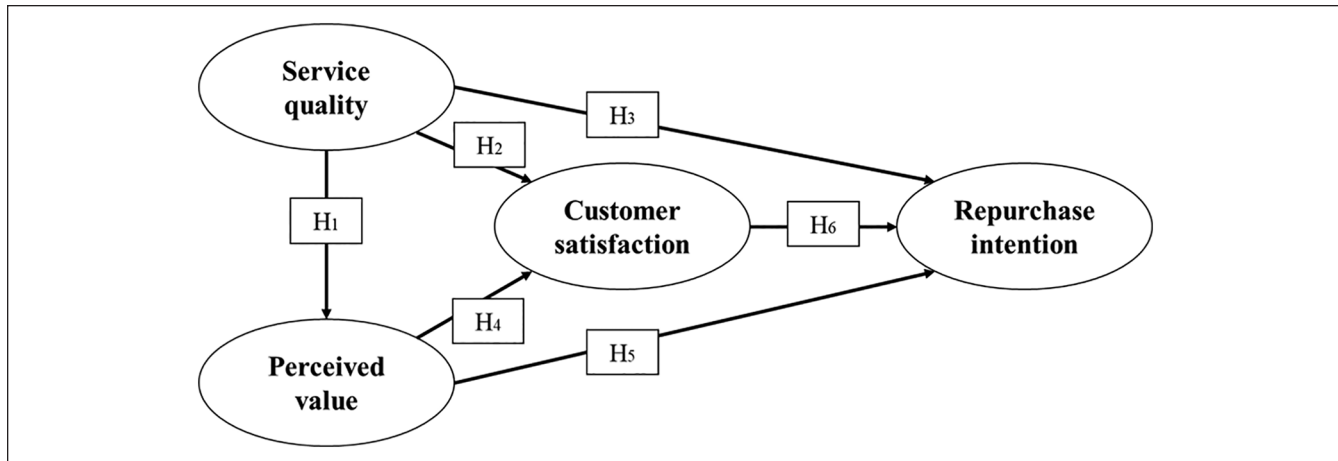 Service
quality
H3
H2
H1
Customer
satisfaction
H6
Repurchase
intention
H4
H5
Perceived
value